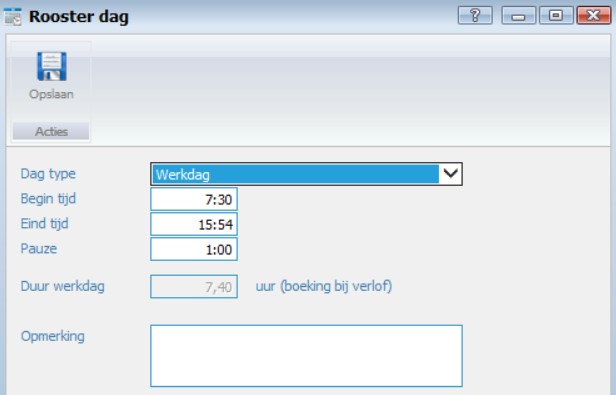 Rooster dag
?
Opslaan
Acties
Dag type Werkdag
Begin tijd 7:30
Eind tijd 15:54
Pauze 1:00
Duur werkdag 7,40 uur (boeking bij verlof)
Opmerking